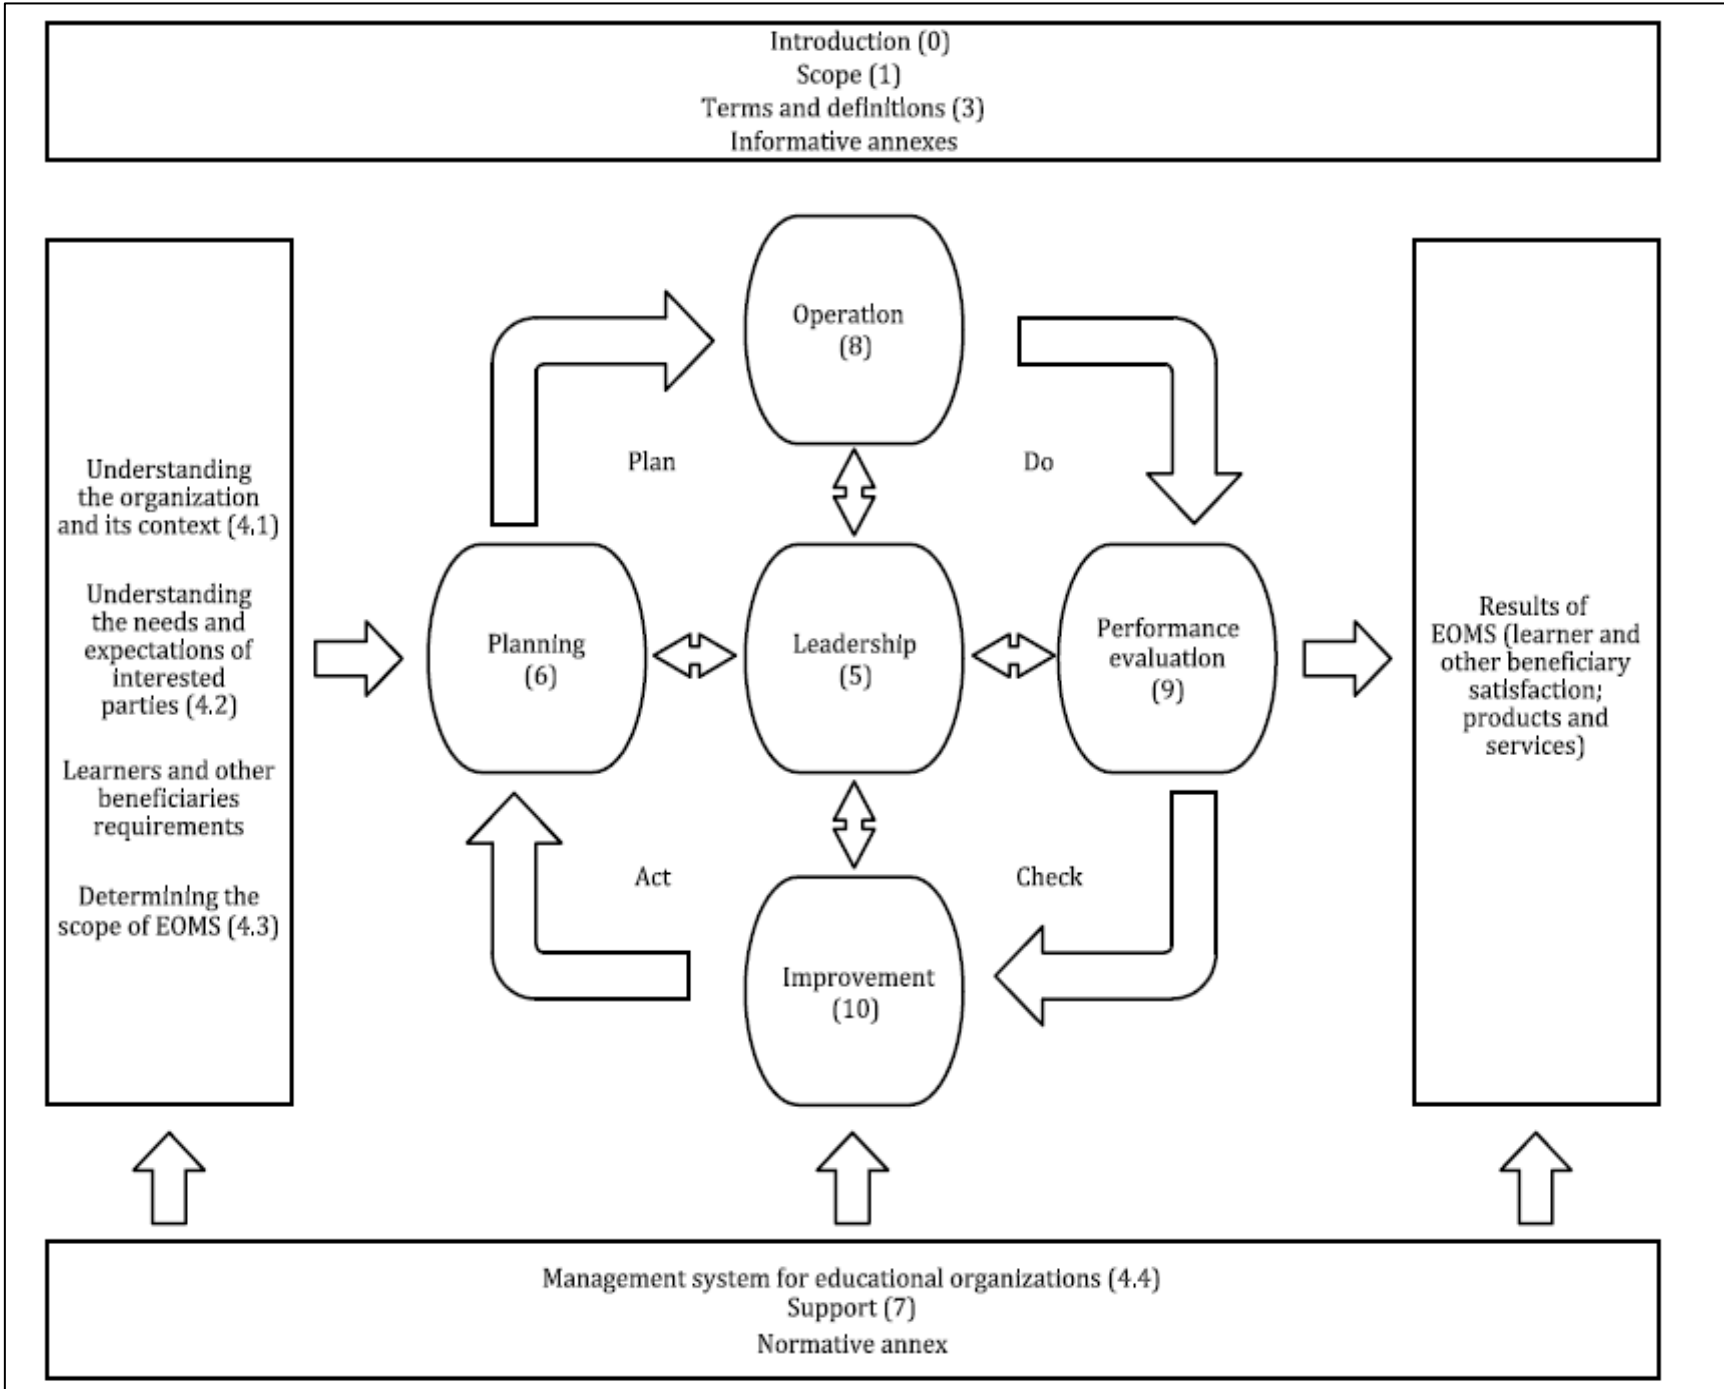 Introduction (0)
Scope (1)
Terms and definitions (3)
Informative annexes
Understanding
the organization
and its context (4.1)
Understanding
the needs and
expectations of
interested
parties (4.2)
Learners and other
beneficiaries
requirements
Determining the
scope of EOMS (4.3)
Operation
(8)
Plan
Do
Planning
(6)
Leadership
(5)
Performance
evaluation
(9)
Act
Check
Improvement
(10)
Results of
EOMS (learner and
other beneficiary
satisfaction;
products and
services)
Management system for educational organizations (4.4)
Support (7)
Normative annex